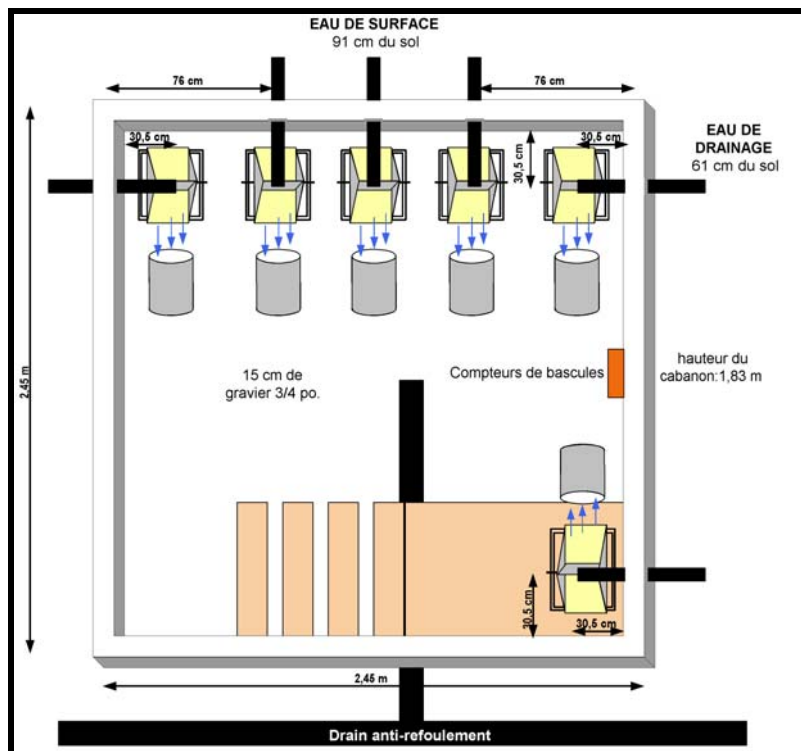 EAU DE SURFACE
91 cm du sol
76 cm
76 cm
30,5 cm
30,5 cm
30,5 cm
EAU DE
DRAINAGE
61 cm du sol
2,45 m
15 cm de
gravier 3/4 po.
Compteurs de bascules
hauteur du
cabanon:1,83 m
30,5 cm
30,5 cm
2,45 m
Drain anti-refoulement